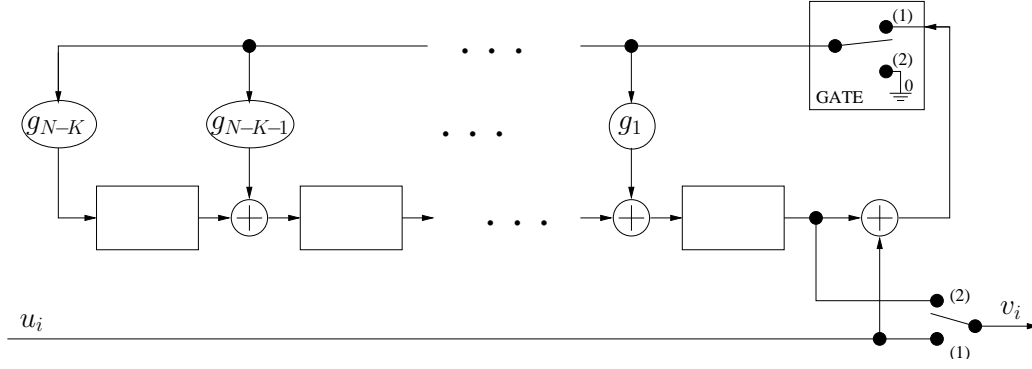 . . .
(1)
(2)
0
GATE
g_{N−K}
g_{N−K−1}
. . .
g_1
. . .
(2)
u_i
v_i
(1)